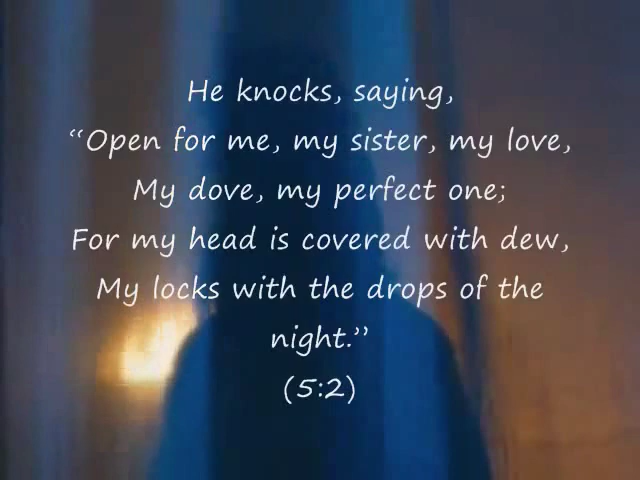 He knocks, saying,
“Open for me, my sister, my love,
My dove, my perfect one;
For my head is covered with dew,
My locks with the drops of the
night.”
(5:2)